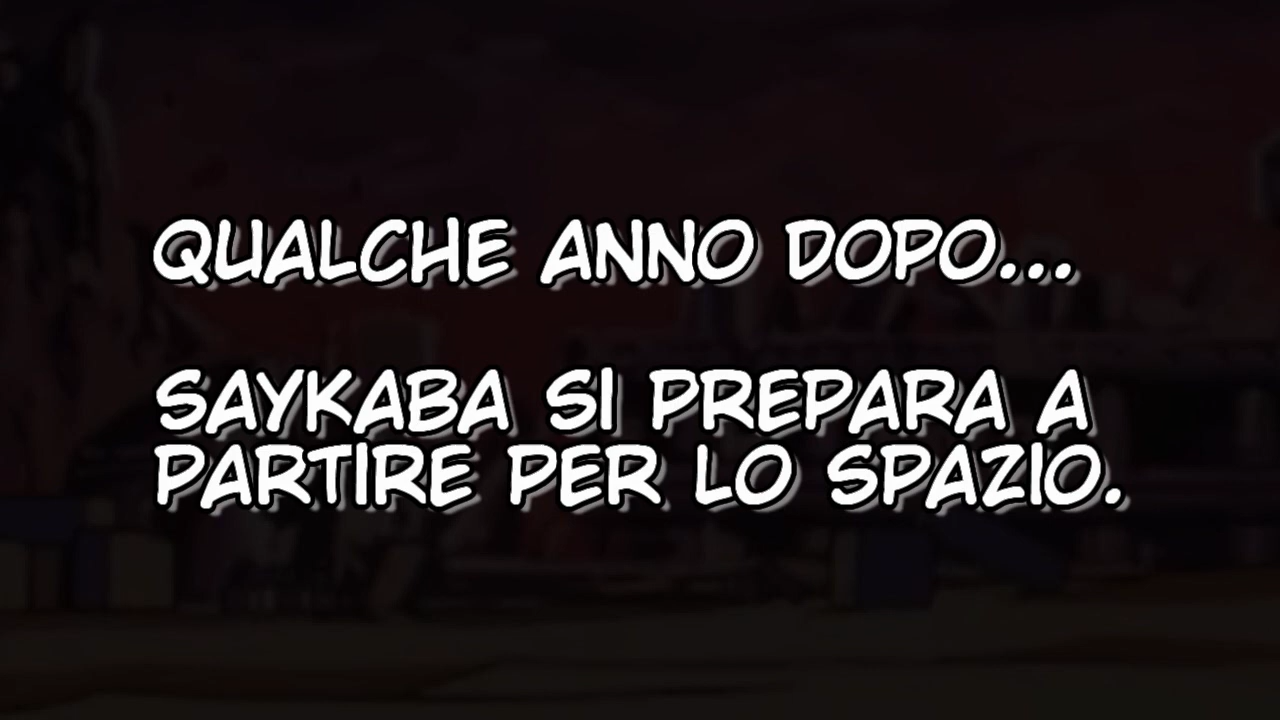 QUALCHE ANNO DOPO...
SAYKABA SI PREPARA A
PARTIRE PER LO SPAZIO.